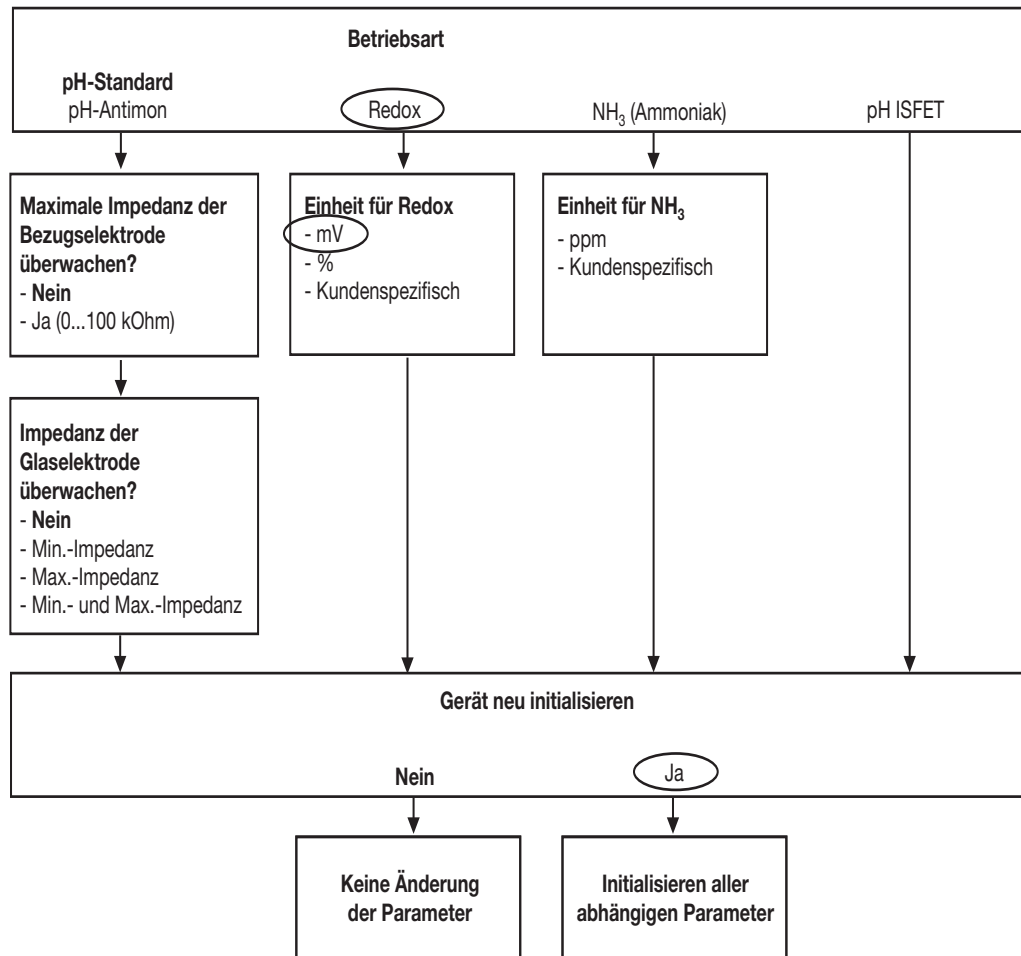 Betriebsart
pH-Standard
pH-Antimon
Redox
NH₃ (Ammoniak)
pH ISFET
Maximale Impedanz der
Bezugselektrode
überwachen?
- Nein
- Ja (0...100 kOhm)
Einheit für Redox
- mV
- %
- Kundenspezifisch
Einheit für NH₃
- ppm
- Kundenspezifisch
Impedanz der
Glaselektrode
überwachen?
- Nein
- Min.-Impedanz
- Max.-Impedanz
- Min.- und Max.-Impedanz
Gerät neu initialisieren
Nein
Ja
Keine Änderung
der Parameter
Initialisieren aller
abhängigen Parameter